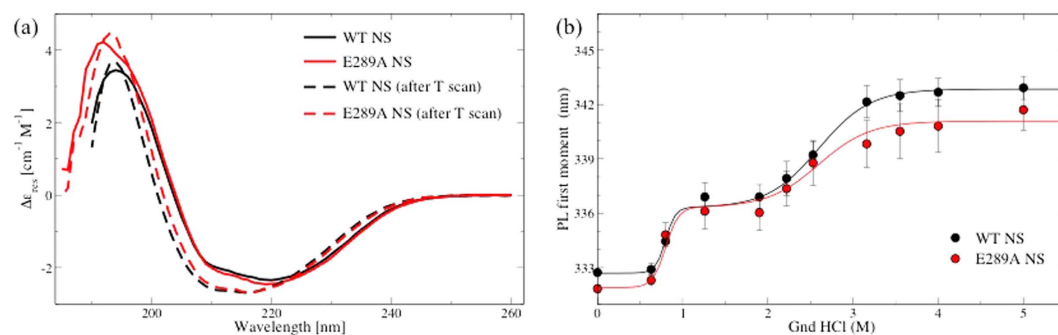 (a)
WT NS
E289A NS
WT NS (after T scan)
E289A NS (after T scan)
Δε_res [cm⁻¹ M⁻¹]
4
2
0
-2
200
220
240
260
Wavelength [nm]
(b)
PL first moment (nm)
345
342
339
336
333
WT NS
E289A NS
0
1
2
3
4
5
Gnd HCl (M)